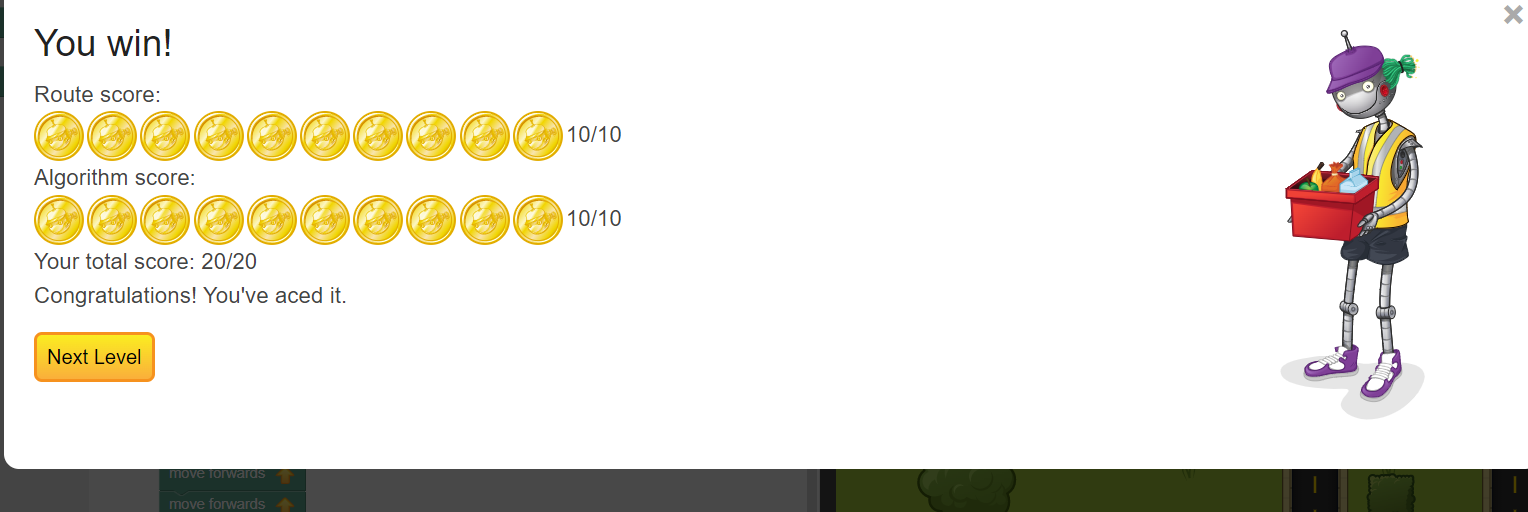 You win!
Route score:
10/10
Algorithm score:
10/10
Your total score: 20/20
Congratulations! You've aced it.
Next Level
move forwards
move forwards